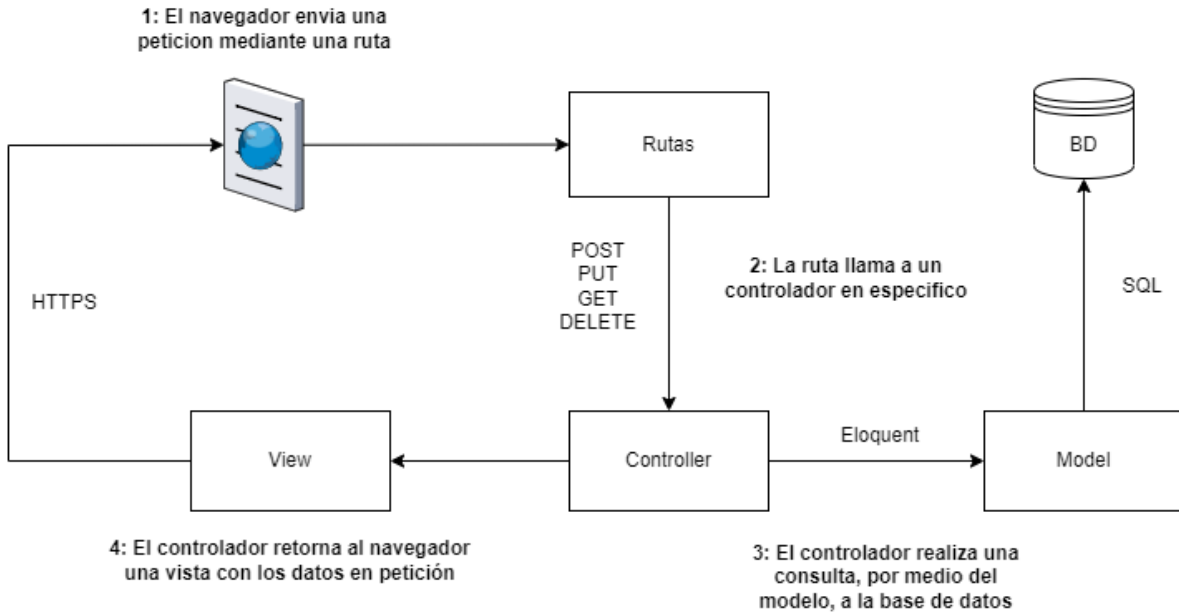 1: El navegador envia una
peticion mediante una ruta
Rutas
BD
POST
PUT
GET
DELETE
2: La ruta llama a un
controlador en especifico
SQL
HTTPS
View
Controller
Eloquent
Model
4: El controlador retorna al navegador
una vista con los datos en petición
3: El controlador realiza una
consulta, por medio del
modelo, a la base de datos